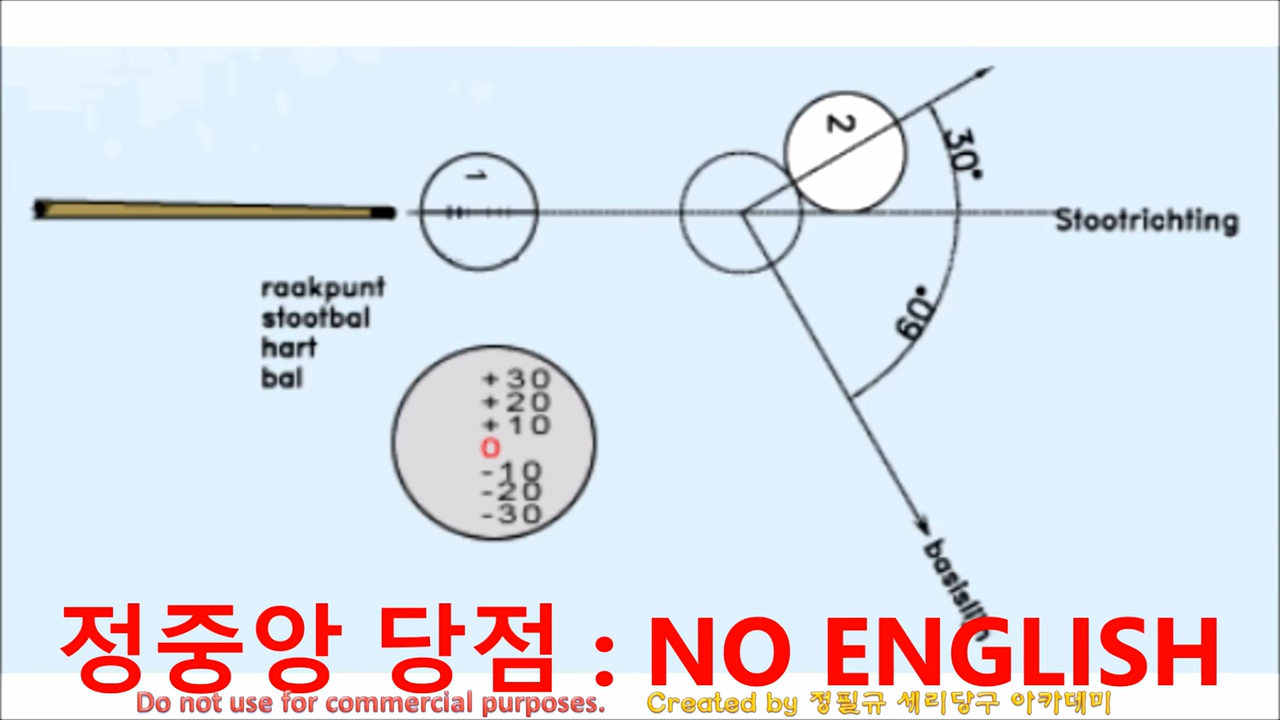 1
2
30°
Stootrichting
60°
raakpunt
stootbal
hart
bal
+30
+20
+10
0
-10
-20
-30
정중앙 당점 : NO ENGLISH
Do not use for commercial purposes. Created by 정필규 세리당구 아카데미